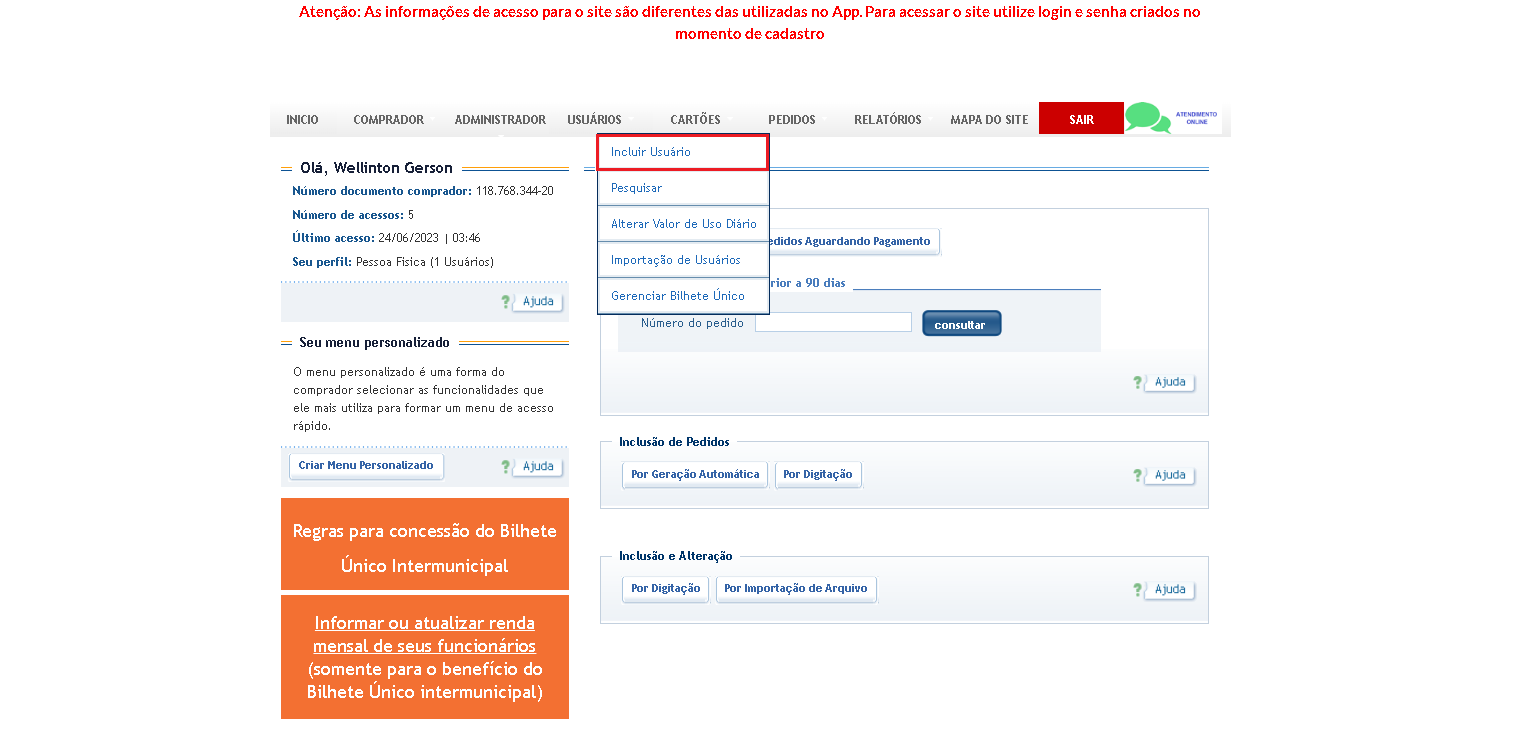 Atenção: As informações de acesso para o site são diferentes das utilizadas no App. Para acessar o site utilize login e senha criados no
momento de cadastro
INICIO COMPRADOR ADMINISTRADOR USUÁRIOS CARTÕES PEDIDOS RELATÓRIOS MAPA DO SITE SAIR ATENDIMENTO
ONLINE
Olá, Wellinton Gerson
Número documento comprador: 118.768.344-20
Número de acessos: 5
Último acesso: 24/06/2023 | 03:46
Seu perfil: Pessoa Fisica (1 Usuários)
? Ajuda
Seu menu personalizado
O menu personalizado é uma forma do
comprador selecionar as funcionalidades que
ele mais utiliza para formar um menu de acesso
rápido.
Criar Menu Personalizado ? Ajuda
Regras para concessão do Bilhete
Único Intermunicipal
Informar ou atualizar renda
mensal de seus funcionários
(somente para o benefício do
Bilhete Único intermunicipal)
Incluir Usuário
Pesquisar
Alterar Valor de Uso Diário
Importação de Usuários
Gerenciar Bilhete Único
edidos Aguardando Pagamento
rior a 90 dias
Número do pedido consultar
? Ajuda
Inclusão de Pedidos
Por Geração Automática Por Digitação ? Ajuda
Inclusão e Alteração
Por Digitação Por Importação de Arquivo ? Ajuda